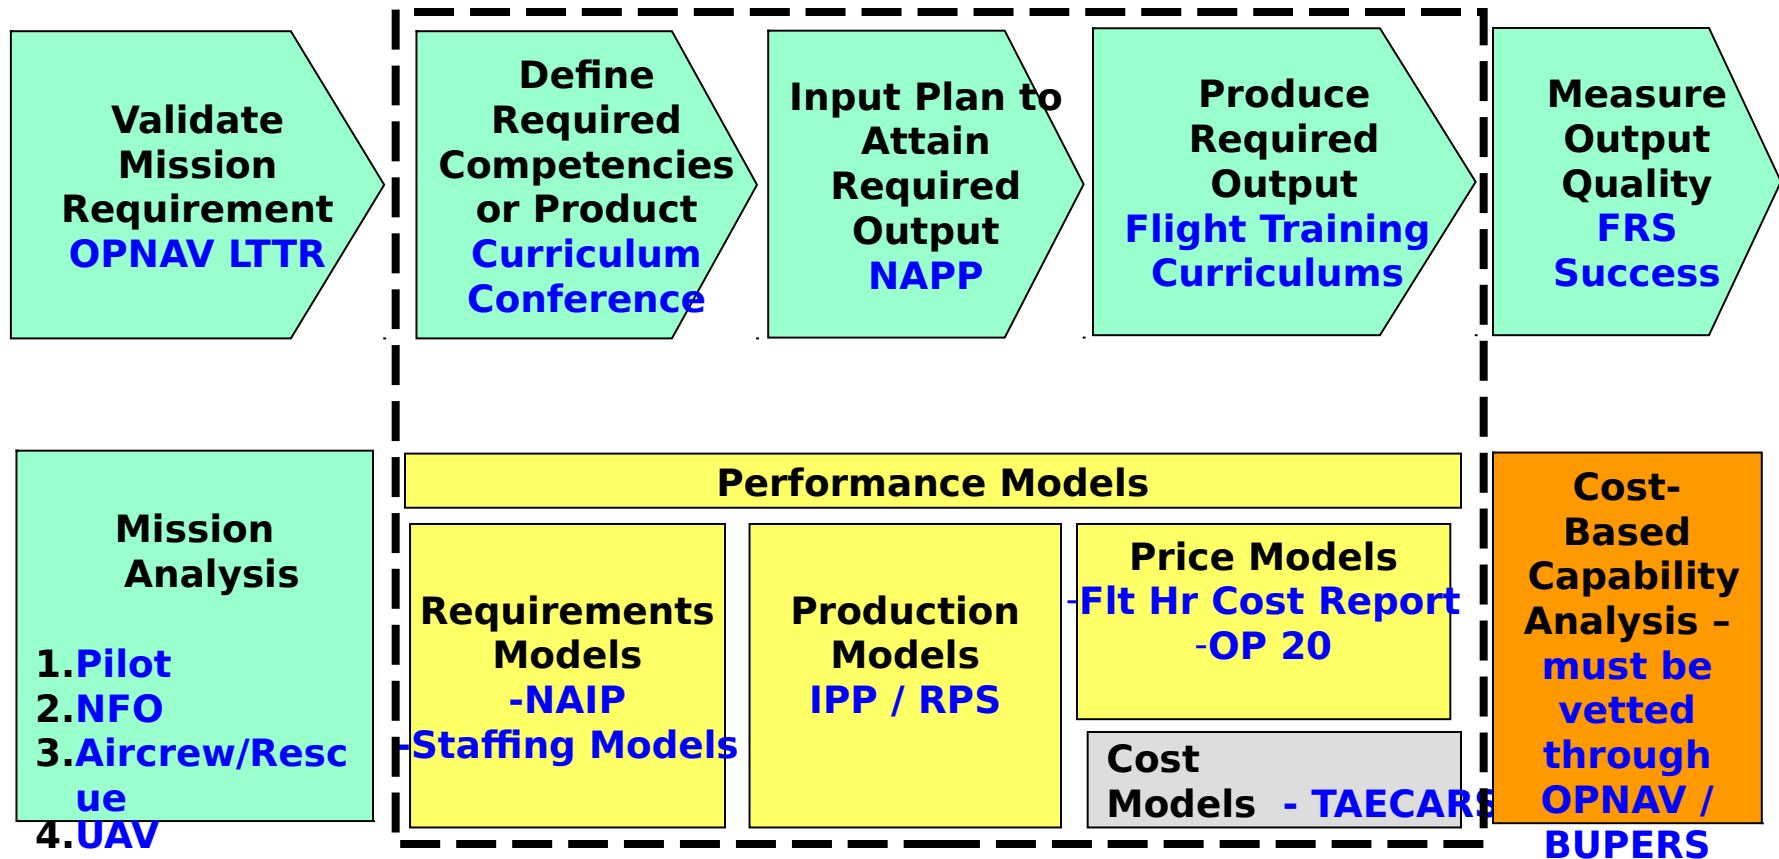 Validate
Mission
Requirement
OPNAV LTTR
Define
Required
Competencies
or Product
Curriculum
Conference
Input Plan to
Attain
Required
Output
NAPP
Produce
Required
Output
Flight Training
Curriculums
Measure
Output
Quality
FRS
Success
Mission
Analysis
1.Pilot
2.NFO
3.Aircrew/Resc
ue
4.UAV
Performance Models
Requirements
Models
-NAIP
-Staffing Models
Production
Models
IPP / RPS
Price Models
-Flt Hr Cost Report
-OP 20
Cost
Models - TAECARS
Cost-
Based
Capability
Analysis –
must be
vetted
through
OPNAV /
BUPERS